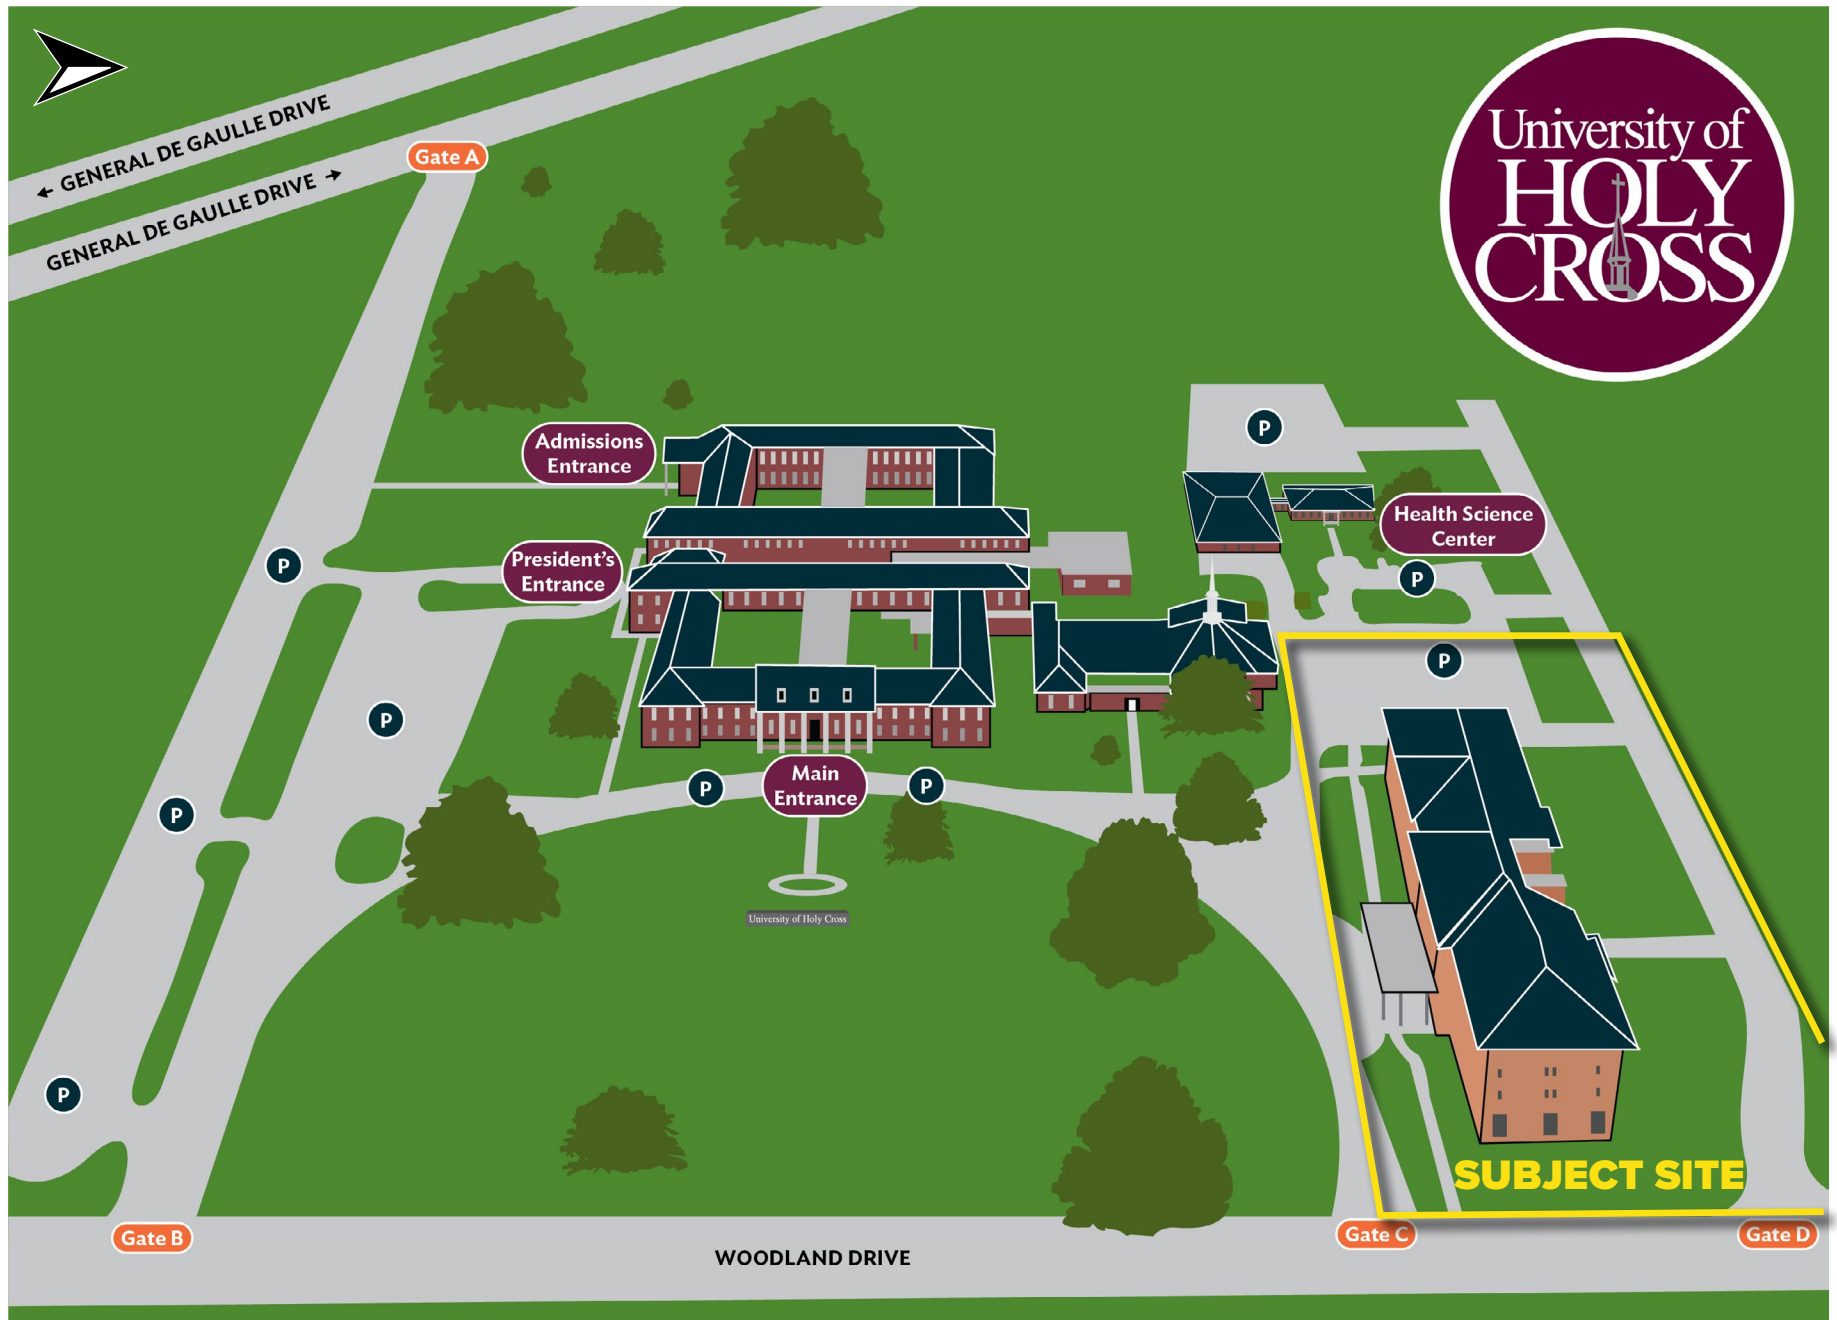 ← GENERAL DE GAULLE DRIVE
GENERAL DE GAULLE DRIVE →
Gate A
University of
HOLY
CROSS
Admissions
Entrance
P
Health Science
Center
President's
Entrance
P
P
P
P
Main
Entrance
P
P
P
University of Holy Cross
P
SUBJECT SITE
Gate B
Gate C
Gate D
WOODLAND DRIVE